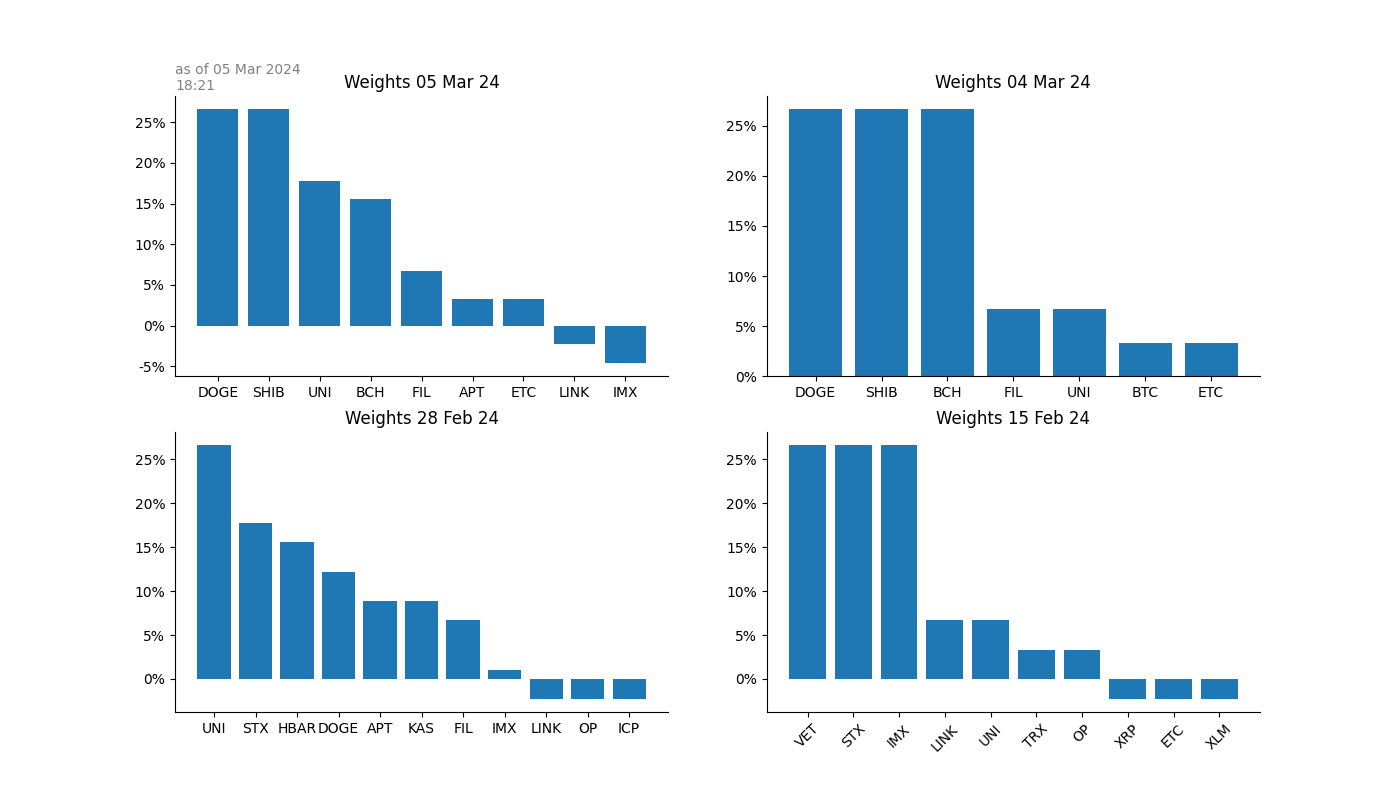 as of 05 Mar 2024
18:21
Weights 05 Mar 24
25%
20%
15%
10%
5%
0%
-5%
DOGE SHIB UNI BCH FIL APT ETC LINK IMX
Weights 04 Mar 24
25%
20%
15%
10%
5%
0%
DOGE SHIB BCH FIL UNI BTC ETC
Weights 28 Feb 24
25%
20%
15%
10%
5%
0%
UNI STX HBAR DOGE APT KAS FIL IMX LINK OP ICP
Weights 15 Feb 24
25%
20%
15%
10%
5%
0%
VET STX IMX LINK UNI TRX OP XRP ETC XLM